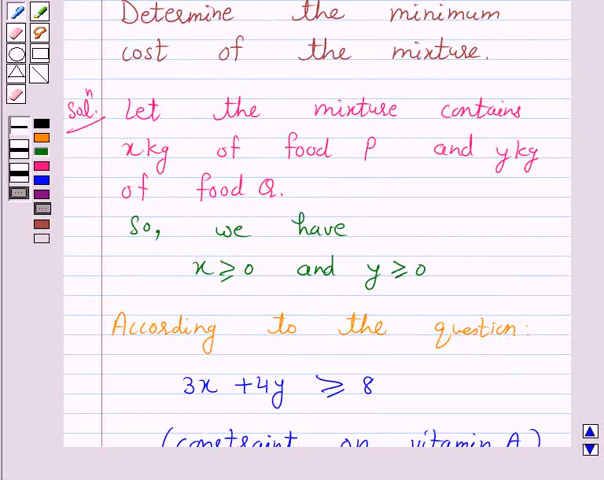 Determine the minimum
cost of the mixture.
Solⁿ. Let the mixture contains
x kg of food P and y kg
of food Q.
So, we have
x ≥ 0 and y ≥ 0
According to the question:
3x + 4y ≥ 8
(constraint on vitamin A)